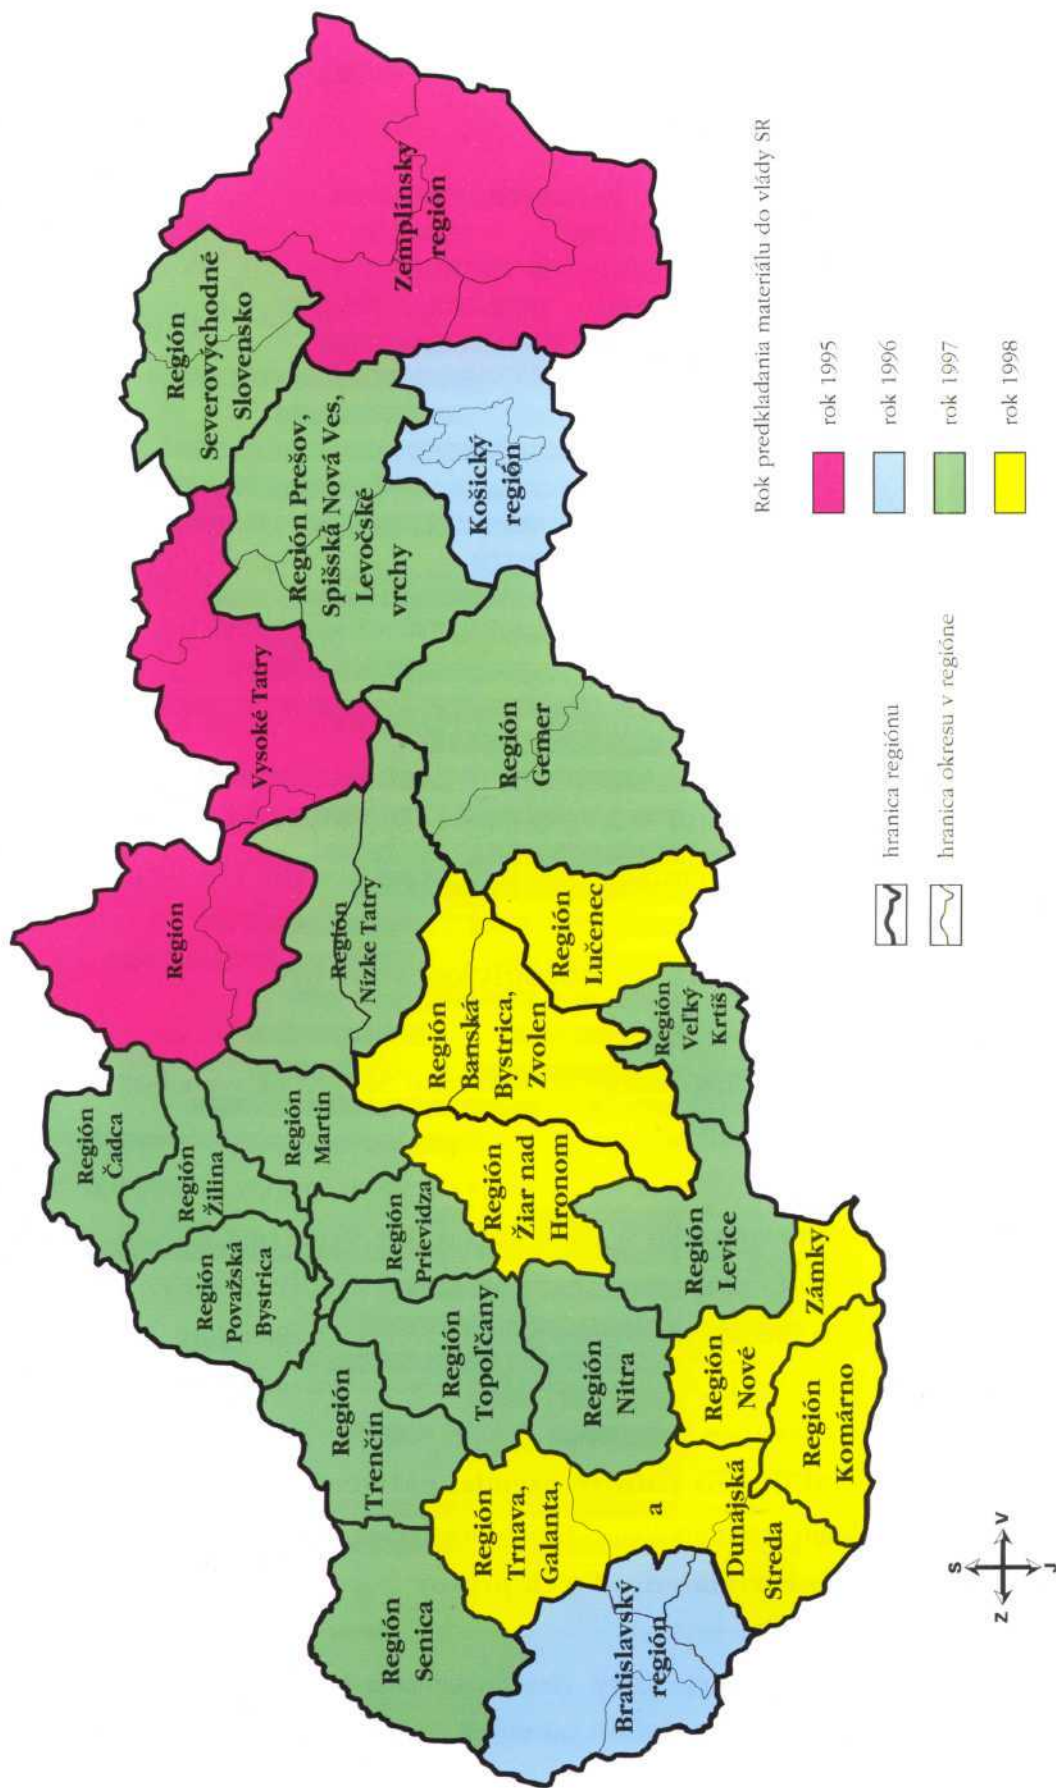 Región
Čadca
Región
Žilina
Región
Považská
Bystrica
Región
Martin
Región
Prievidza
Región
Trenčín
Región
Topoľčany
Región
Senica
Región
Nitra
Región
Trnava,
Galanta,
a
Dunajská
Streda
Bratislavský
región
Región
Nové
Zámky
Región
Komárno
Región
Levice
Región
Žiar nad
Hronom
Región
Banská
Bystrica,
Zvolen
Región
Veľký
Krtíš
Región
Lučenec
Región
Nízke Tatry
Región
Vysoké Tatry
Región
Gemer
Región Prešov,
Spišská Nová Ves,
Levočské
vrchy
Región
Severovýchodné
Slovensko
Košický
región
Zemplínsky
región
S
Z
V
J
hranica regiónu
hranica okresu v regióne
Rok predkladania materiálu do vlády SR
rok 1995
rok 1996
rok 1997
rok 1998